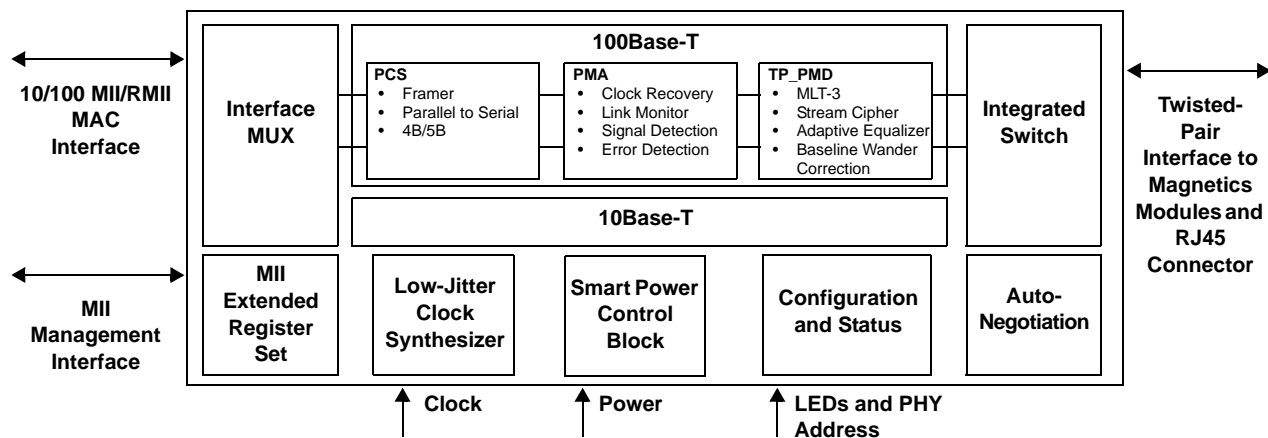 10/100 MII/RMII
MAC
Interface
MII
Management
Interface
Interface
MUX
100Base-T
PCS
• Framer
• Parallel to Serial
• 4B/5B
PMA
• Clock Recovery
• Link Monitor
• Signal Detection
• Error Detection
TP_PMD
• MLT-3
• Stream Cipher
• Adaptive Equalizer
• Baseline Wander
Correction
Integrated
Switch
10Base-T
MII
Extended
Register
Set
Low-Jitter
Clock
Synthesizer
Smart Power
Control
Block
Configuration
and Status
Auto-
Negotiation
Twisted-
Pair
Interface to
Magnetics
Modules and
RJ45
Connector
Clock
Power
LEDs and PHY
Address